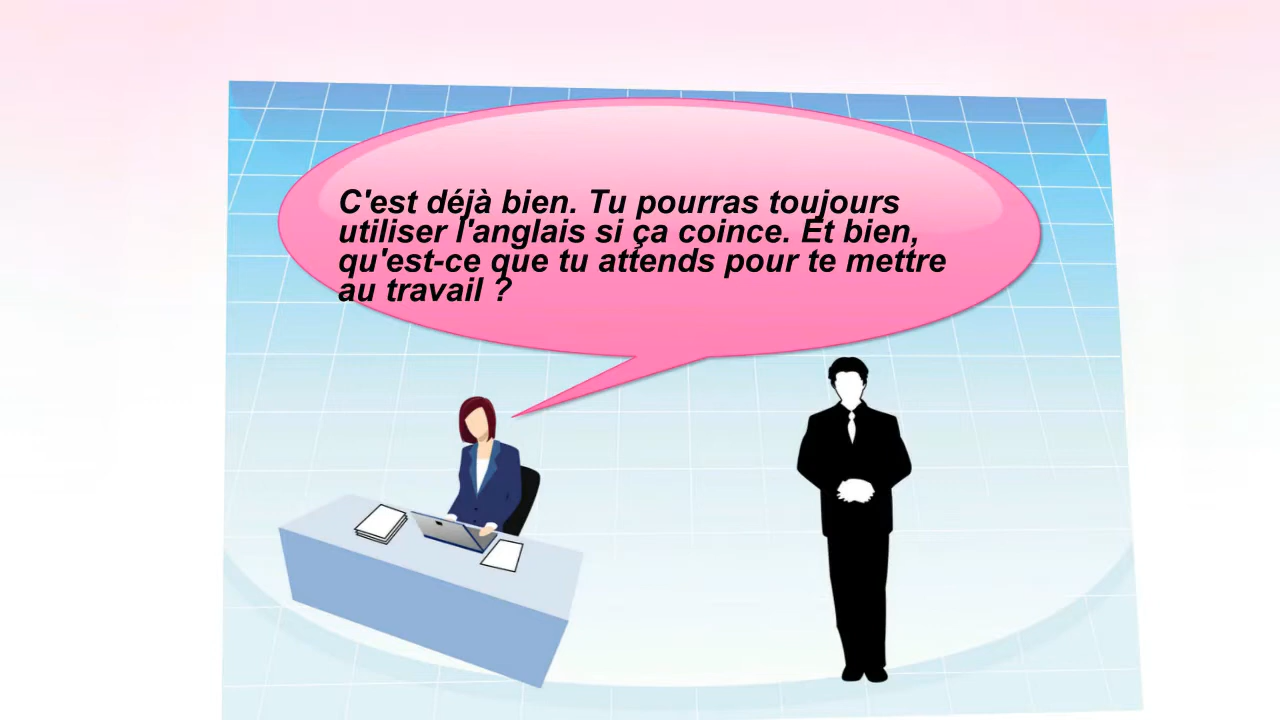 C'est déjà bien. Tu pourras toujours
utiliser l'anglais si ça coince. Et bien,
qu'est-ce que tu attends pour te mettre
au travail ?